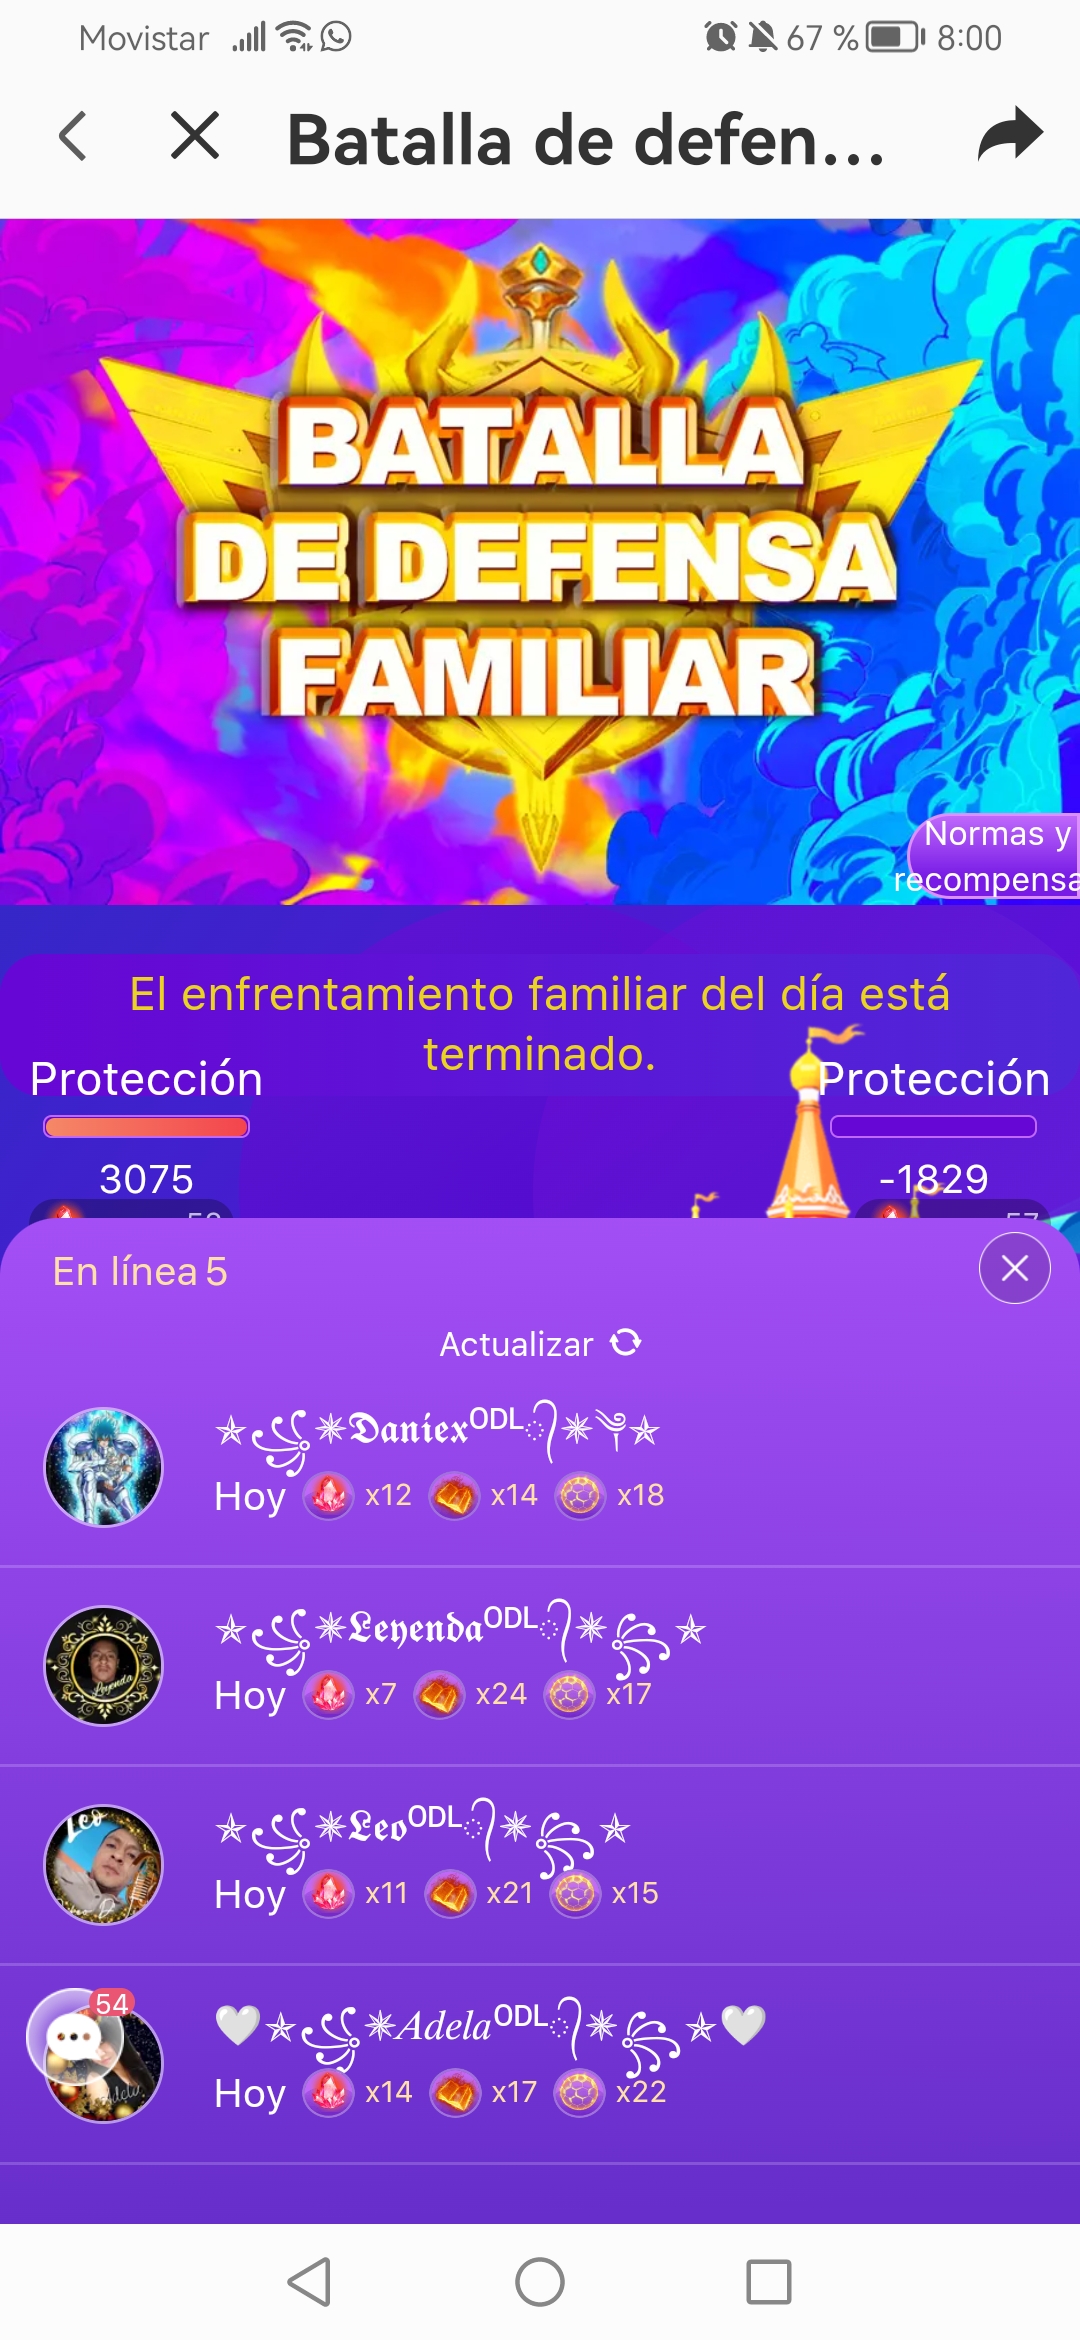 Movistar 67 % 8:00
Batalla de defen...
BATALLA
DE DEFENSA
FAMILIAR
Normas y
recompensa
El enfrentamiento familiar del día está
terminado.
Protección Protección
3075 -1829
En línea 5
Actualizar
✯꧁✴𝕯𝖆𝖓𝖎𝖊𝖝ᴼᴰᴸ᭄✴༆✯
Hoy x12 x14 x18
✯꧁✴𝕷𝖊𝖞𝖊𝖓𝖉𝖆ᴼᴰᴸ᭄✴꧂✯
Hoy x7 x24 x17
✯꧁✴𝕷𝖊𝖔ᴼᴰᴸ᭄✴꧂✯
Hoy x11 x21 x15
54
🤍✯꧁✴𝐴𝑑𝑒𝑙𝑎ᴼᴰᴸ᭄✴꧂✯🤍
Hoy x14 x17 x22